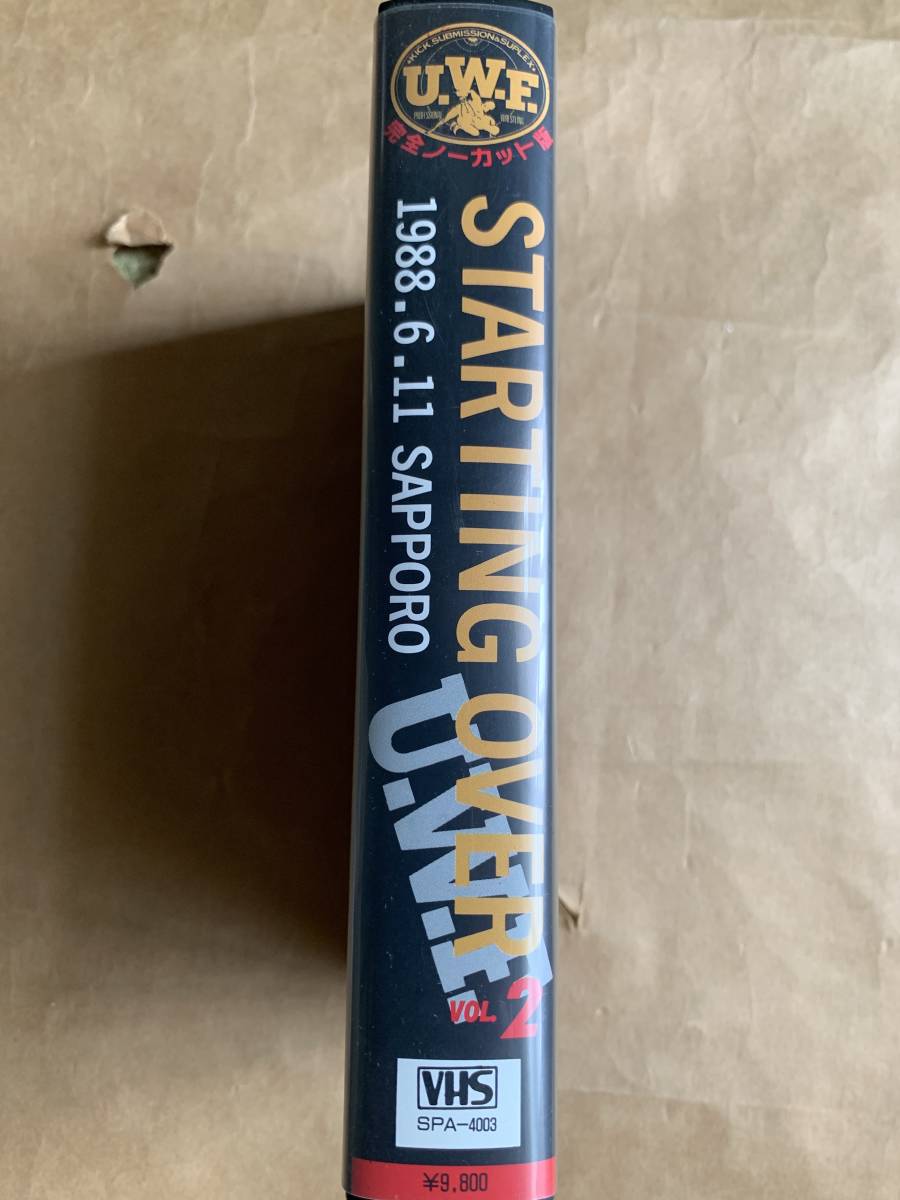 KICK. SUBMISSION & SUPLEX
U.W.F.
PROFESSIONAL WRESTLING
完全ノーカット版
STARTING OVER
1988.6.11 SAPPORO
U.W.F.
VOL. 2
VHS
SPA-4003
¥9,800